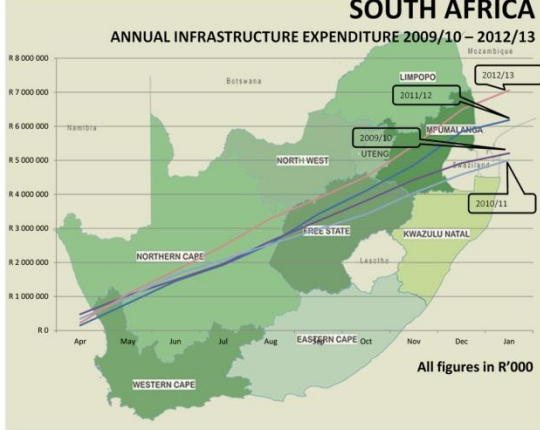 SOUTH AFRICA
ANNUAL INFRASTRUCTURE EXPENDITURE 2009/10 – 2012/13
Mozambique
R 8 000 000
LIMPOPO
2012/13
Botswana
R 7 000 000
2011/12
R 6 000 000
Namibia
MPUMALANGA
2009/10
UTENG
R 5 000 000
NORTH WEST
Swaziland
R 4 000 000
2010/11
R 3 000 000
FREE STATE
KWAZULU NATAL
NORTHERN CAPE
Lesotho
R 2 000 000
R 1 000 000
R 0
EASTERN CAPE
Apr May Jun Jul Aug Sep Oct Nov Dec Jan
All figures in R'000
WESTERN CAPE